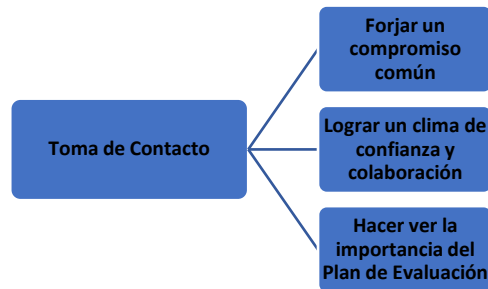 Forjar un
compromiso
común
Toma de Contacto
Lograr un clima de
confianza y
colaboración
Hacer ver la
importancia del
Plan de Evaluación